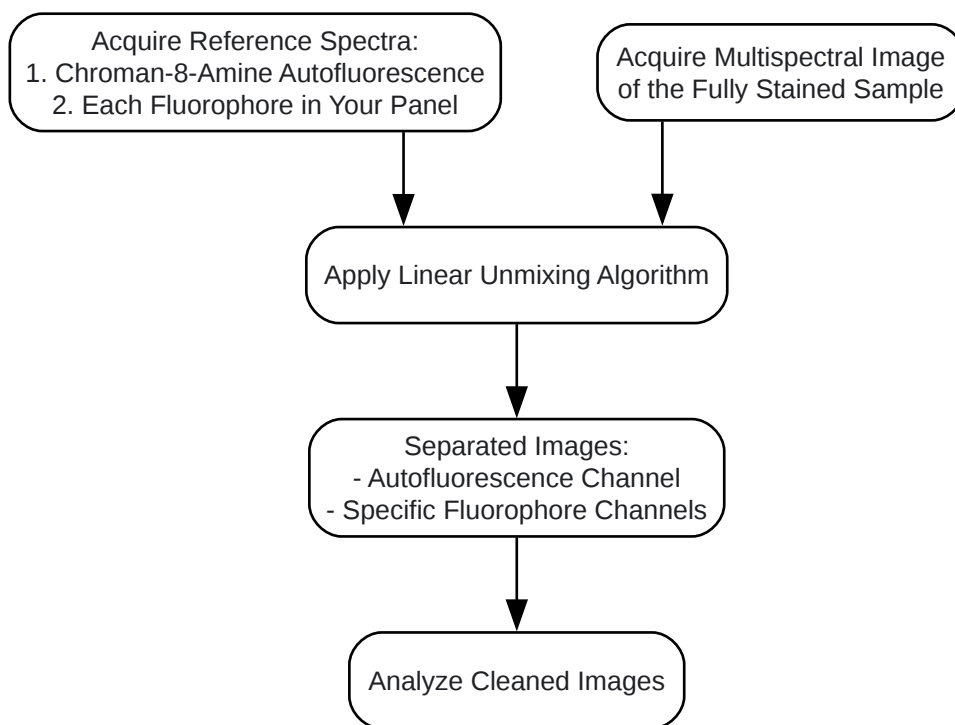 Acquire Reference Spectra:
1. Chroman-8-Amine Autofluorescence
2. Each Fluorophore in Your Panel
Acquire Multispectral Image
of the Fully Stained Sample
Apply Linear Unmixing Algorithm
Separated Images:
- Autofluorescence Channel
- Specific Fluorophore Channels
Analyze Cleaned Images